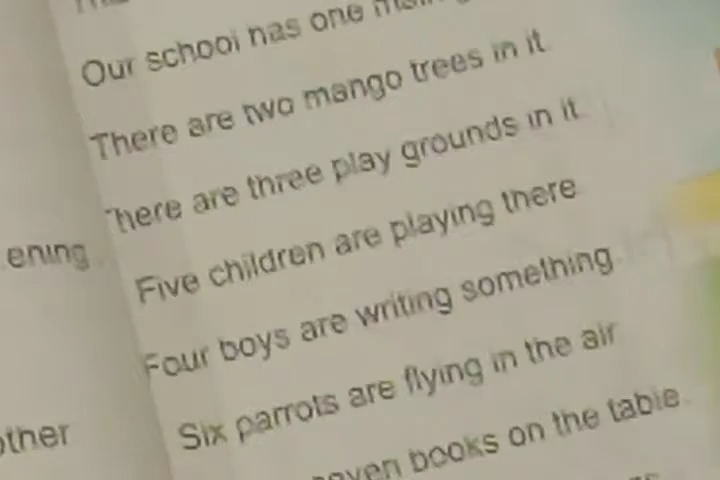 Our school has one
There are two mango trees in it.
There are three play grounds in it.
Five children are playing there
Four boys are writing something.
Six parrots are flying in the air
seven books on the table.
ening.
other